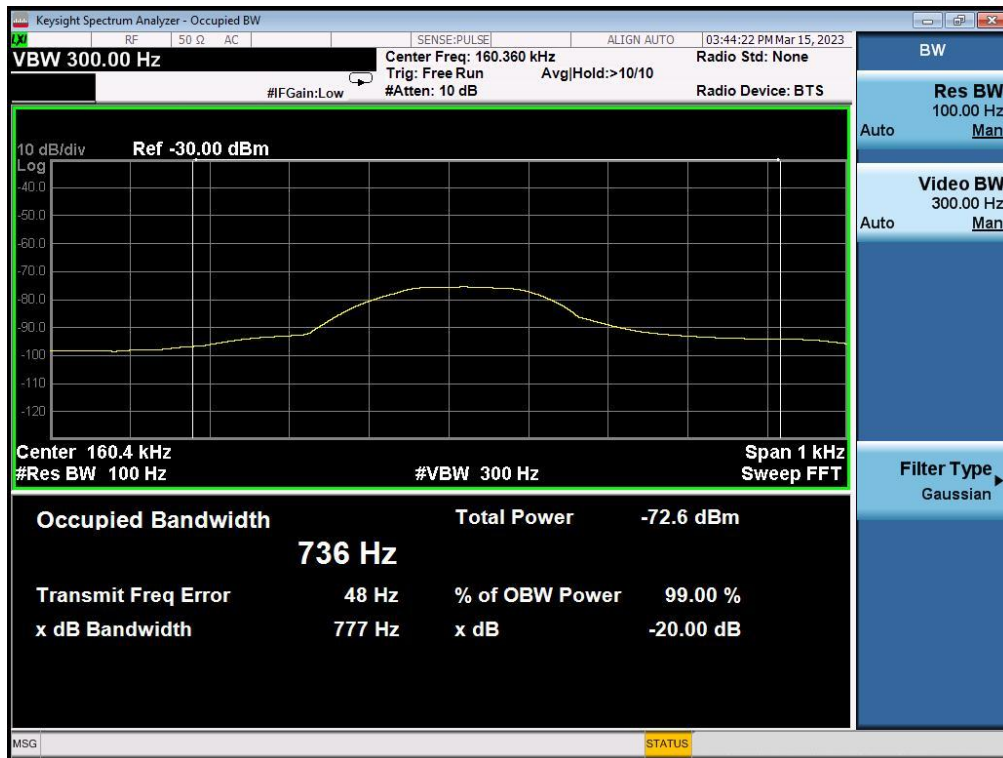 Keysight Spectrum Analyzer - Occupied BW
LXI RF 50 Ω AC SENSE:PULSE ALIGN AUTO 03:44:22 PM Mar 15, 2023
VBW 300.00 Hz
Center Freq: 160.360 kHz Radio Std: None
Trig: Free Run Avg|Hold:>10/10
#IFGain:Low #Atten: 10 dB Radio Device: BTS
10 dB/div Ref -30.00 dBm
Log
-40.0
-50.0
-60.0
-70.0
-80.0
-90.0
-100
-110
-120
Center 160.4 kHz Span 1 kHz
#Res BW 100 Hz #VBW 300 Hz Sweep FFT
Occupied Bandwidth Total Power -72.6 dBm
736 Hz
Transmit Freq Error 48 Hz % of OBW Power 99.00 %
x dB Bandwidth 777 Hz x dB -20.00 dB
MSG STATUS
BW
Res BW
100.00 Hz
Auto Man
Video BW
300.00 Hz
Auto Man
Filter Type
Gaussian